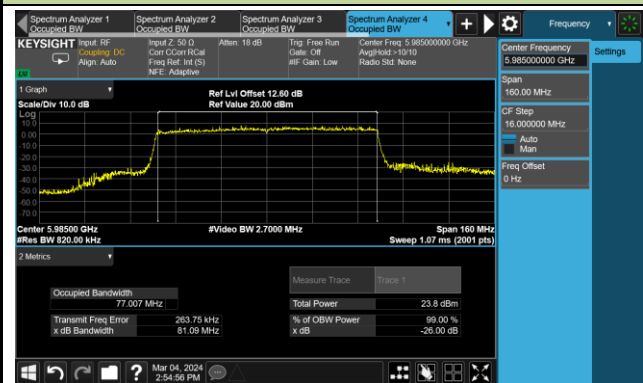 Spectrum Analyzer 1
Occupied BW
Spectrum Analyzer 2
Occupied BW
Spectrum Analyzer 3
Occupied BW
Spectrum Analyzer 4
Occupied BW
Frequency
KEYSIGHT
Input: RF
Coupling: DC
Align: Auto
Input Z: 50 Ω
Corr CCorr RCal
Freq Ref: Int (S)
NFE: Adaptive
Atten: 18 dB
Trig: Free Run
Gate: Off
#IF Gain: Low
Center Freq: 5.985000000 GHz
Avg|Hold:>10/10
Radio Std: None
Center Frequency
5.985000000 GHz
Settings
Span
160.00 MHz
CF Step
16.000000 MHz
Auto
Man
Freq Offset
0 Hz
1 Graph
Scale/Div 10.0 dB
Ref Lvl Offset 12.60 dB
Ref Value 20.00 dBm
Log
10.0
0.00
-10.0
-20.0
-30.0
-40.0
-50.0
-60.0
-70.0
Center 5.98500 GHz
#Res BW 820.00 kHz
#Video BW 2.7000 MHz
Span 160 MHz
Sweep 1.07 ms (2001 pts)
2 Metrics
Measure Trace
Trace 1
Occupied Bandwidth
77.007 MHz
Total Power
23.8 dBm
Transmit Freq Error
263.75 kHz
% of OBW Power
99.00 %
x dB Bandwidth
81.09 MHz
x dB
-26.00 dB
Mar 04, 2024
2:54:56 PM